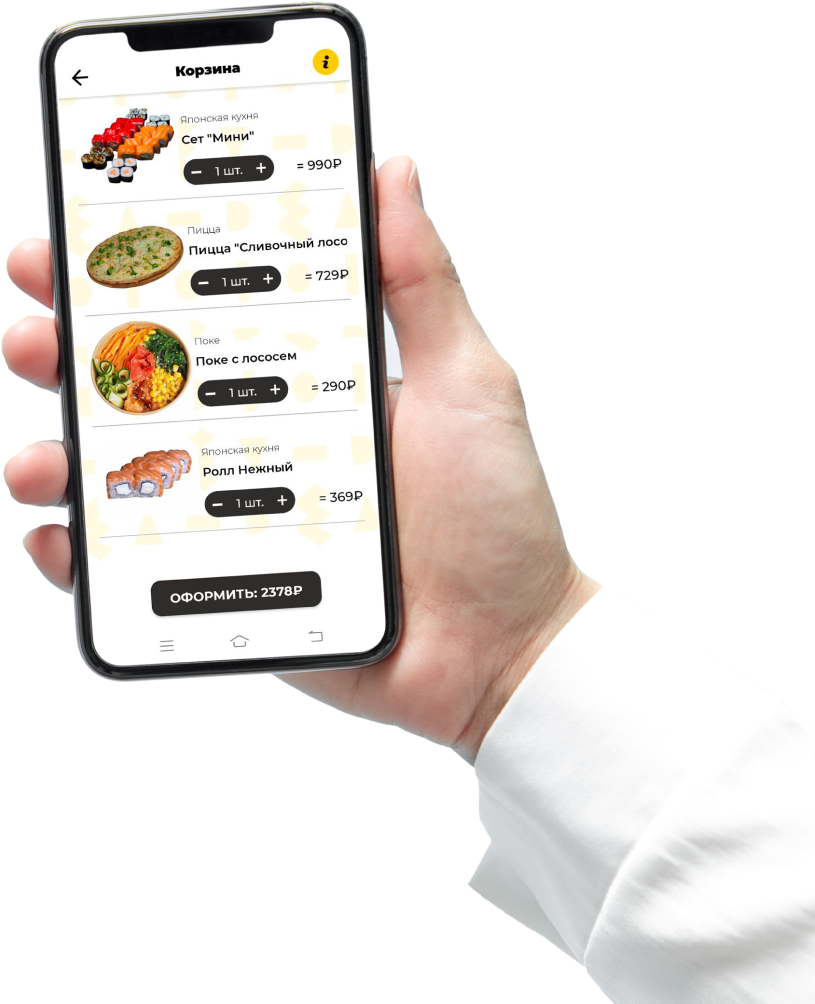 Корзина
i
Японская кухня
Сет "Мини"
− 1 шт. + = 990₽
Пицца
Пицца "Сливочный лосо
− 1 шт. + = 729₽
Поке
Поке с лососем
− 1 шт. + = 290₽
Японская кухня
Ролл Нежный
− 1 шт. + = 369₽
ОФОРМИТЬ: 2378₽